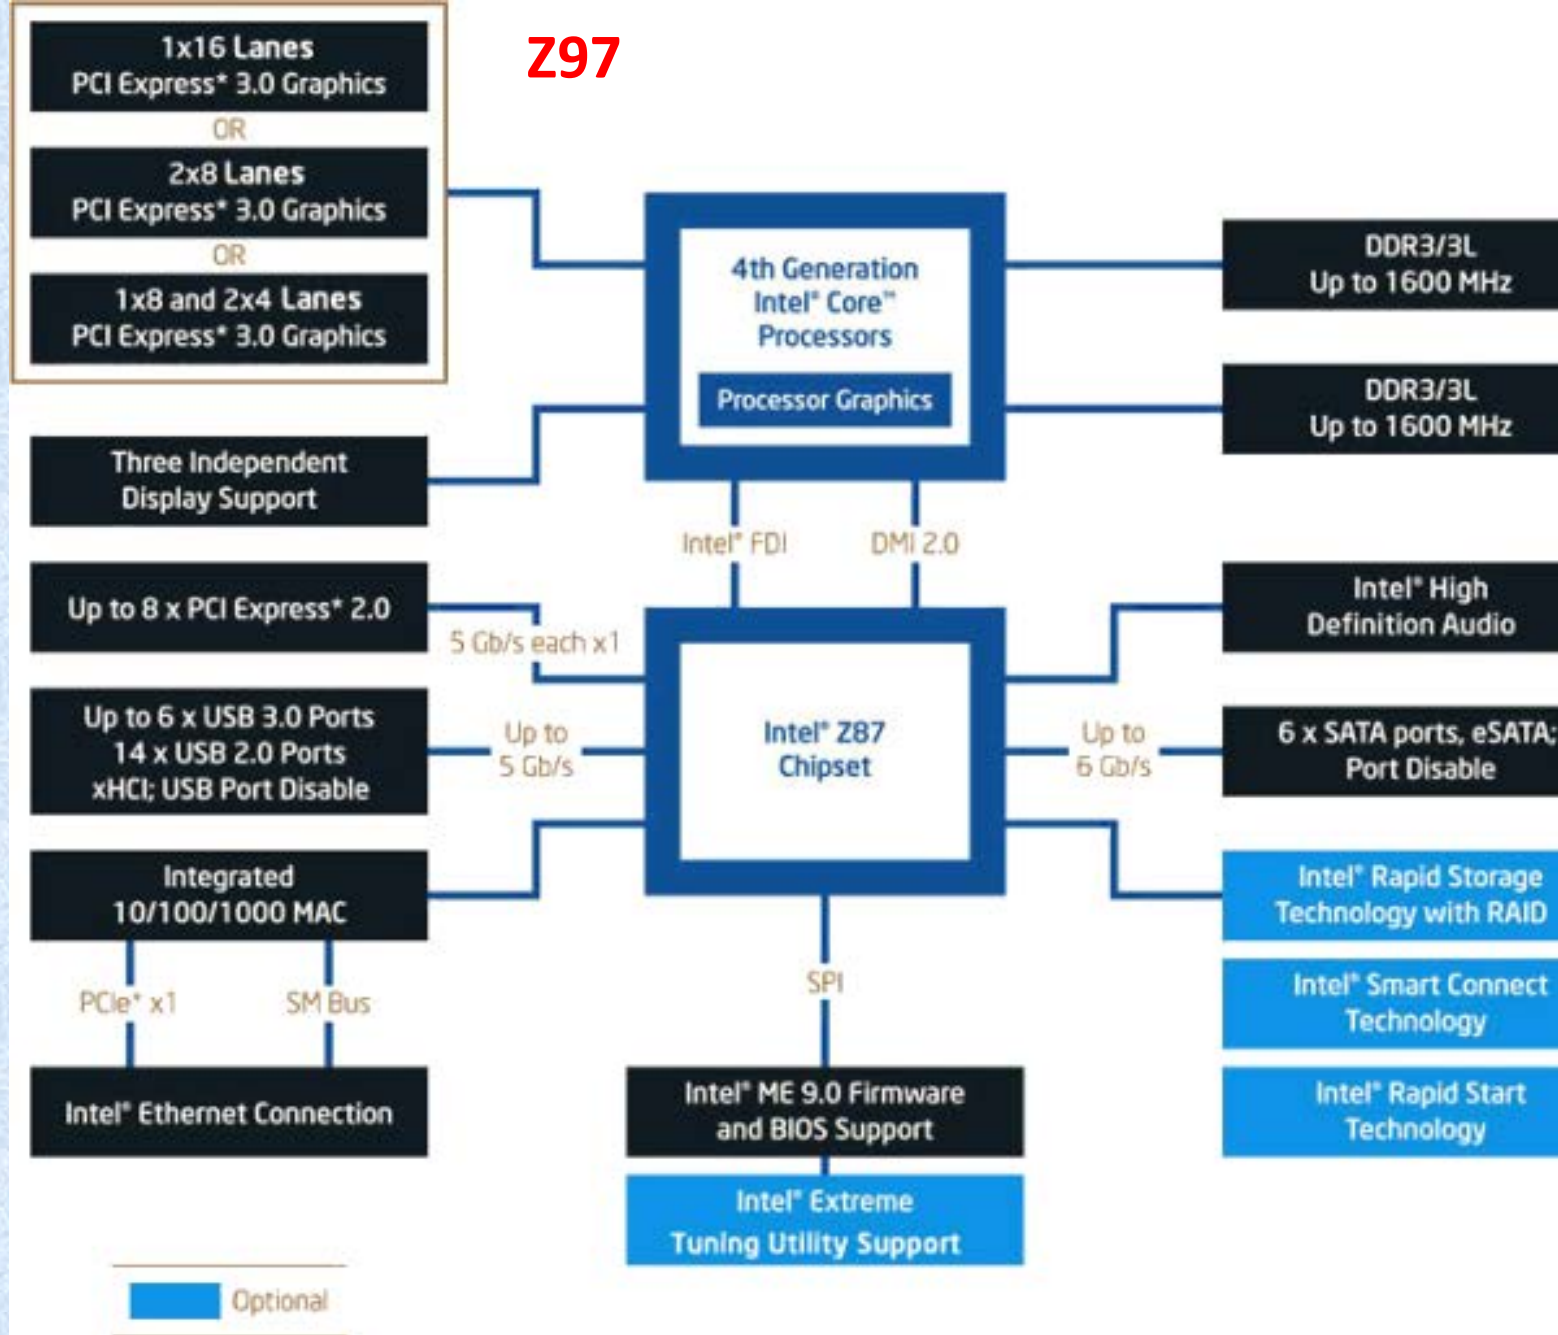 Z97
1x16 Lanes
PCI Express* 3.0 Graphics
OR
2x8 Lanes
PCI Express* 3.0 Graphics
OR
1x8 and 2x4 Lanes
PCI Express* 3.0 Graphics
4th Generation
Intel® Core™
Processors
Processor Graphics
DDR3/3L
Up to 1600 MHz
DDR3/3L
Up to 1600 MHz
Three Independent
Display Support
Intel® FDI
DMI 2.0
Up to 8 x PCI Express* 2.0
5 Gb/s each x1
Intel® High
Definition Audio
Up to 6 x USB 3.0 Ports
14 x USB 2.0 Ports
xHCI; USB Port Disable
Up to
5 Gb/s
Intel® Z87
Chipset
Up to
6 Gb/s
6 x SATA ports, eSATA;
Port Disable
Integrated
10/100/1000 MAC
Intel® Rapid Storage
Technology with RAID
PCIe* x1
SM Bus
SPI
Intel® Smart Connect
Technology
Intel® Ethernet Connection
Intel® ME 9.0 Firmware
and BIOS Support
Intel® Rapid Start
Technology
Intel® Extreme
Tuning Utility Support
Optional